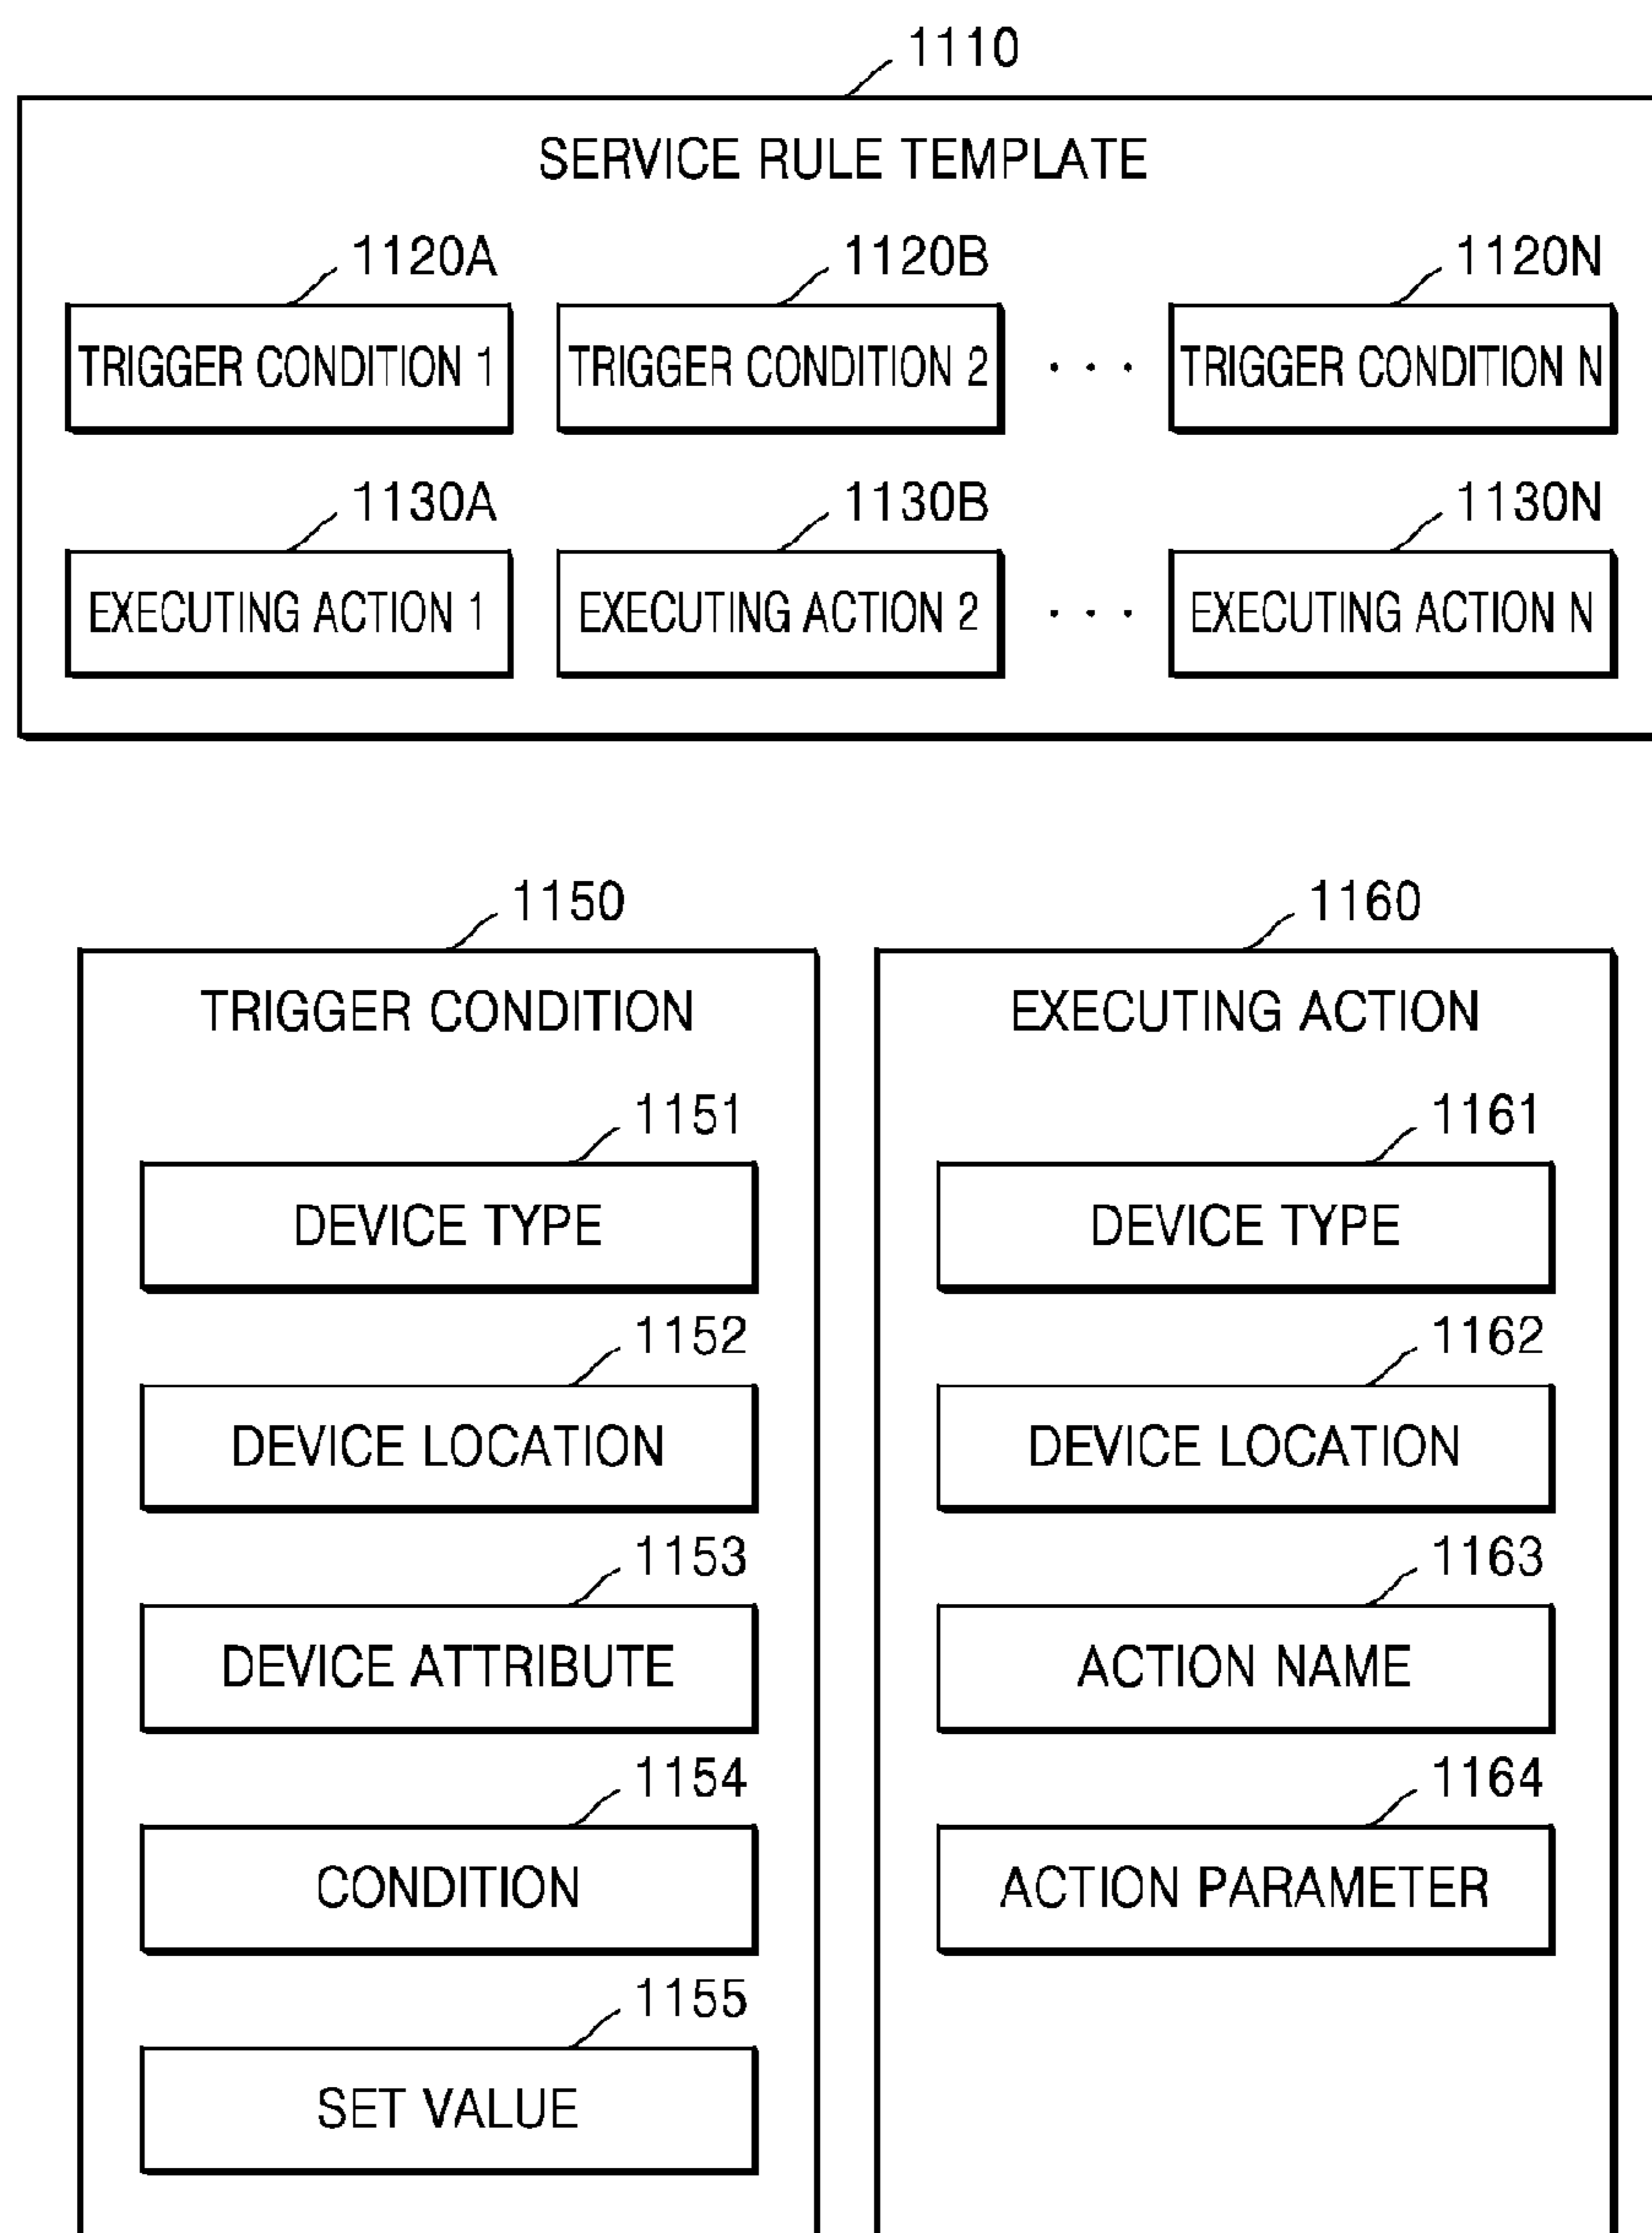 1110
SERVICE RULE TEMPLATE
1120A 1120B 1120N
TRIGGER CONDITION 1 TRIGGER CONDITION 2 · · · TRIGGER CONDITION N
1130A 1130B 1130N
EXECUTING ACTION 1 EXECUTING ACTION 2 · · · EXECUTING ACTION N
1150
TRIGGER CONDITION
1151
DEVICE TYPE
1152
DEVICE LOCATION
1153
DEVICE ATTRIBUTE
1154
CONDITION
1155
SET VALUE
1160
EXECUTING ACTION
1161
DEVICE TYPE
1162
DEVICE LOCATION
1163
ACTION NAME
1164
ACTION PARAMETER